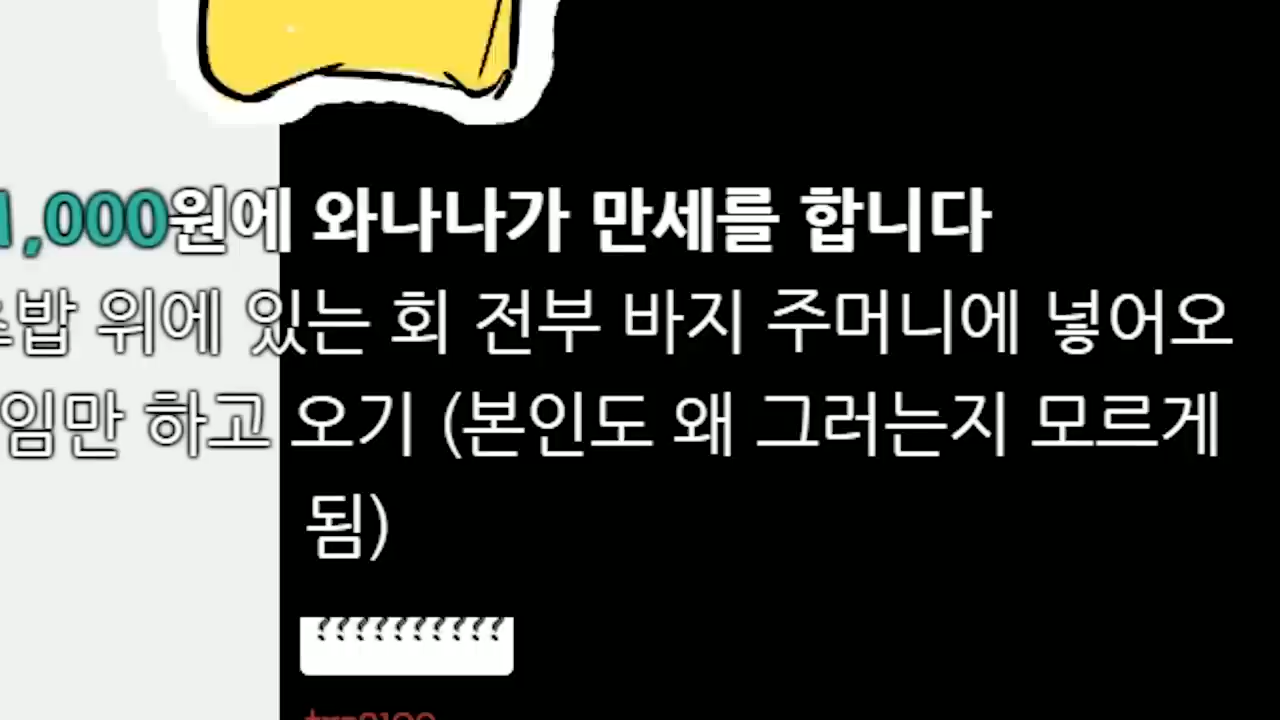 1,000원에 와나나가 만세를 합니다
초밥 위에 있는 회 전부 바지 주머니에 넣어오
임만 하고 오기 (본인도 왜 그러는지 모르게
됨)